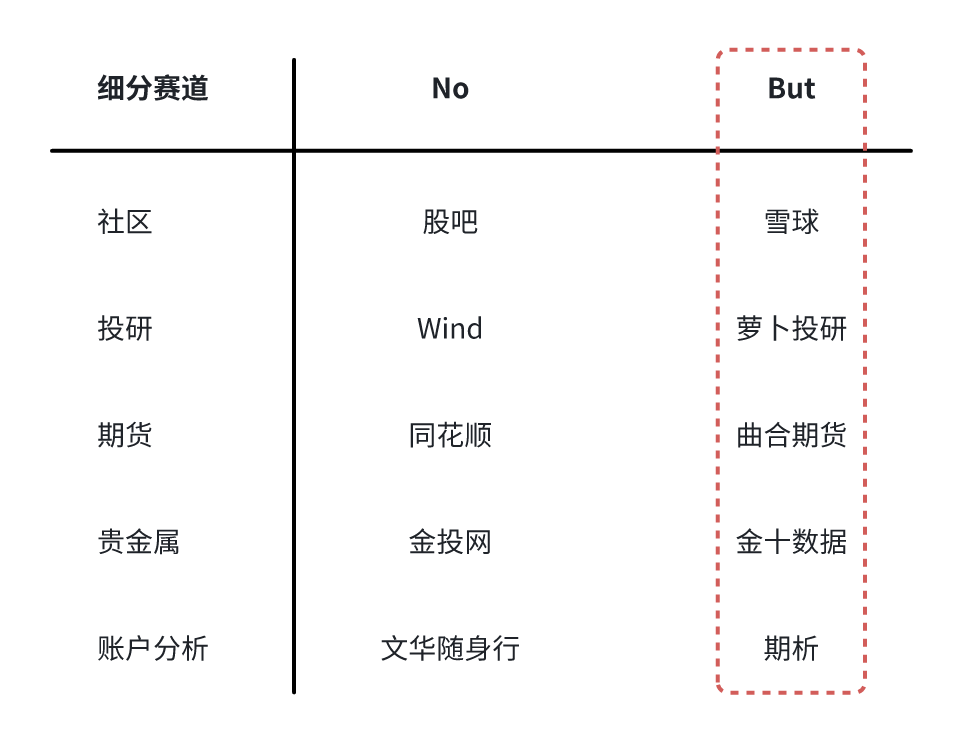 细分赛道 No But
社区 股吧 雪球
投研 Wind 萝卜投研
期货 同花顺 曲合期货
贵金属 金投网 金十数据
账户分析 文华随身行 期析